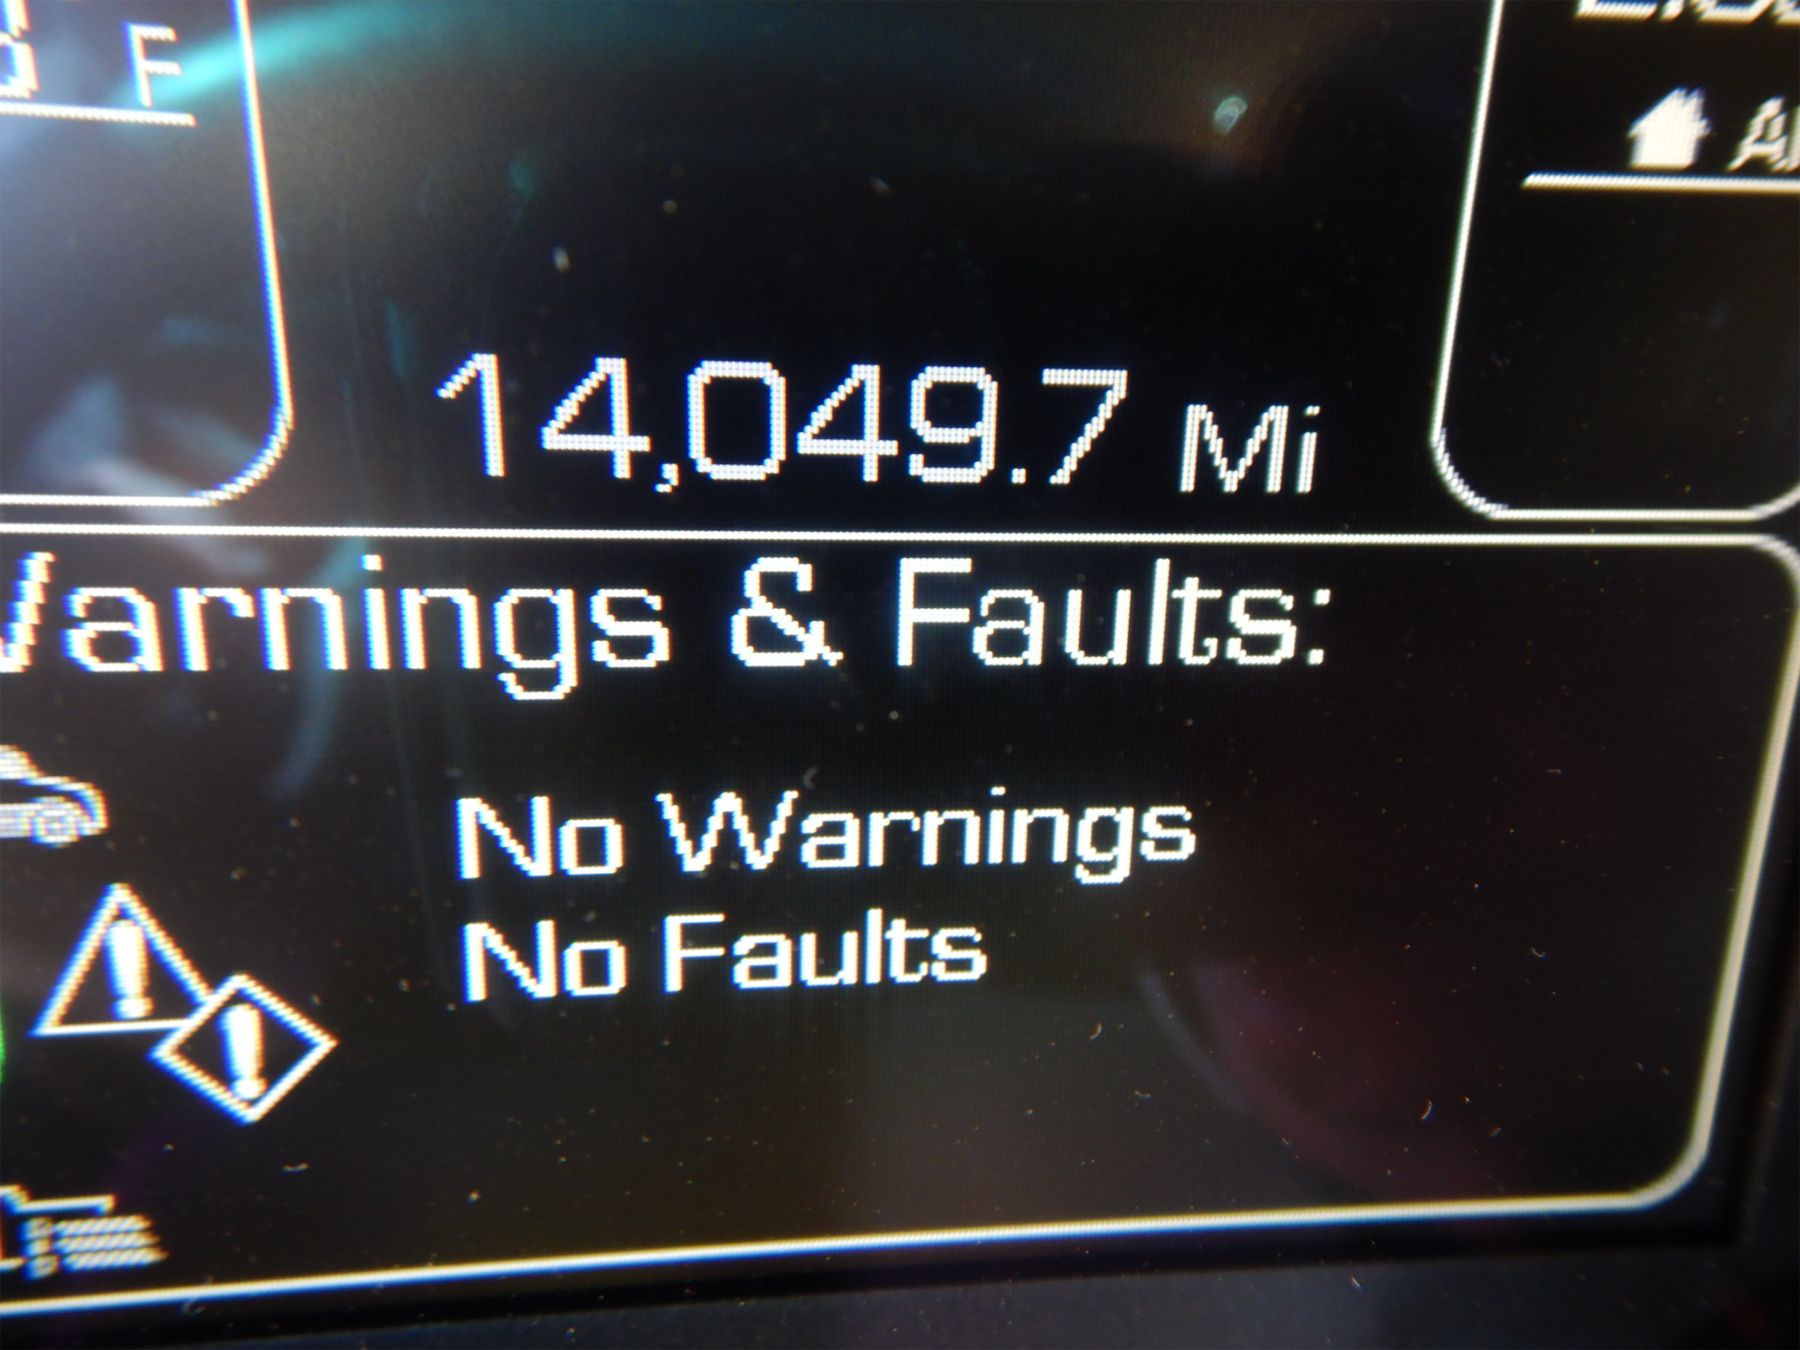 F
14,049.7 Mi
Warnings & Faults:
No Warnings
No Faults